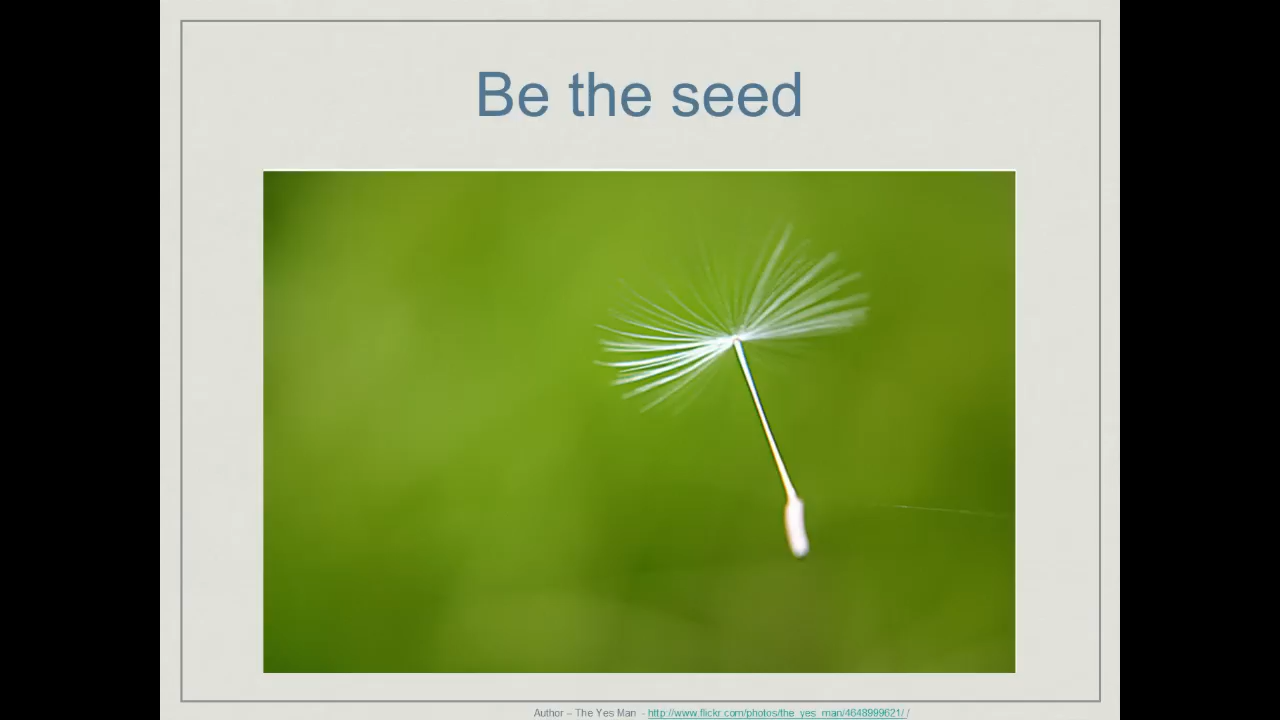 Be the seed
Author – The Yes Man - http://www.flickr.com/photos/the_yes_man/4648999621/ /